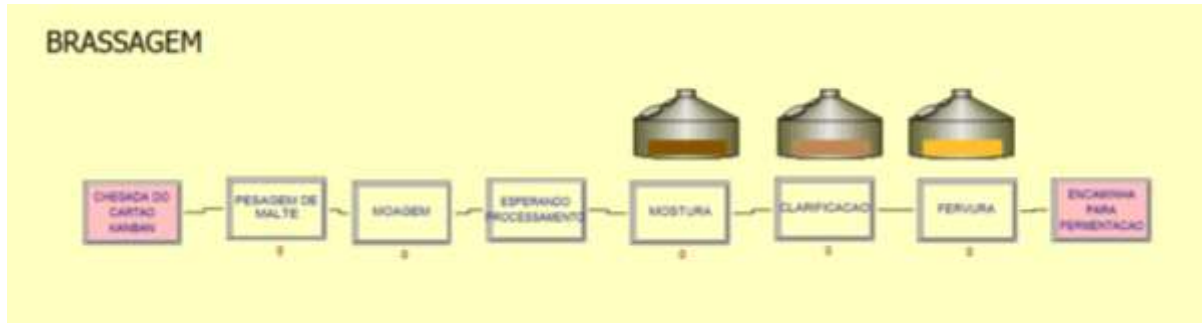 BRASSAGEM
CHEGADA DO
CARTAO
KANBAN
PESAGEM DE
MALTE
MOAGEM
ESPERANDO
PROCESSAMENTO
MOSTURA
CLARIFICACAO
FERVURA
ENCAMINHA
PARA
FERMENTACAO
0
0
0
0
0